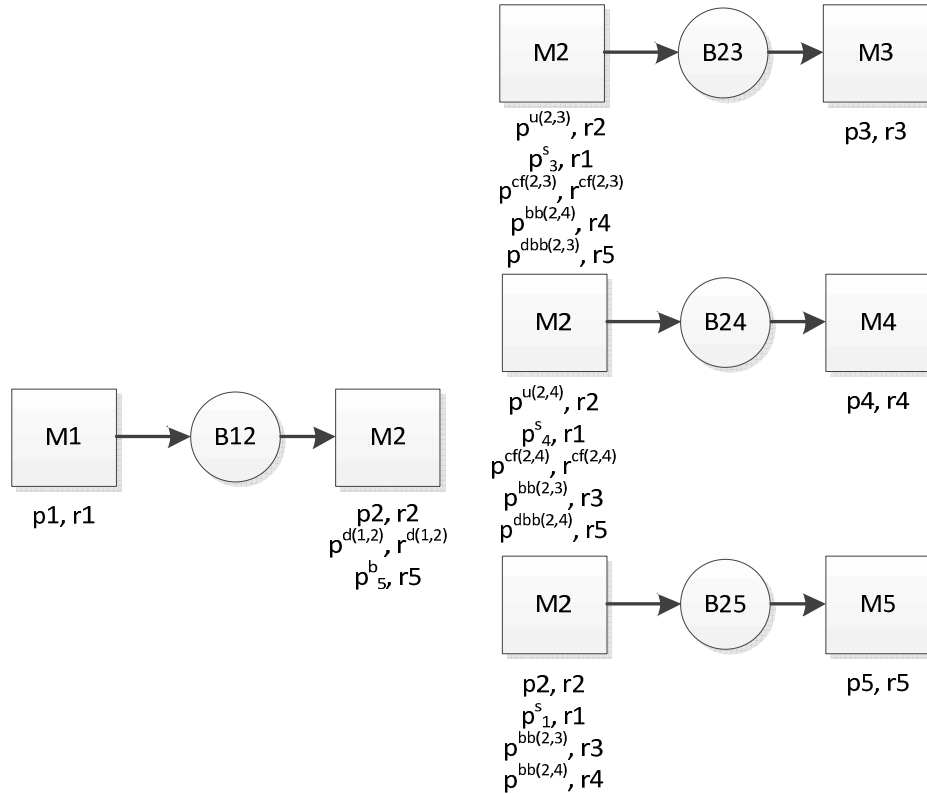 M2 B23 M3
p^u(2,3), r2
p^s_3, r1
p^cf(2,3), r^cf(2,3)
p^bb(2,4), r4
p^dbb(2,3), r5
p3, r3
M2 B24 M4
p^u(2,4), r2
p^s_4, r1
p^cf(2,4), r^cf(2,4)
p^bb(2,3), r3
p^dbb(2,4), r5
p4, r4
M1 B12 M2
p1, r1
p2, r2
p^d(1,2), r^d(1,2)
p^b_5, r5
M2 B25 M5
p2, r2
p^s_1, r1
p^bb(2,3), r3
p^bb(2,4), r4
p5, r5